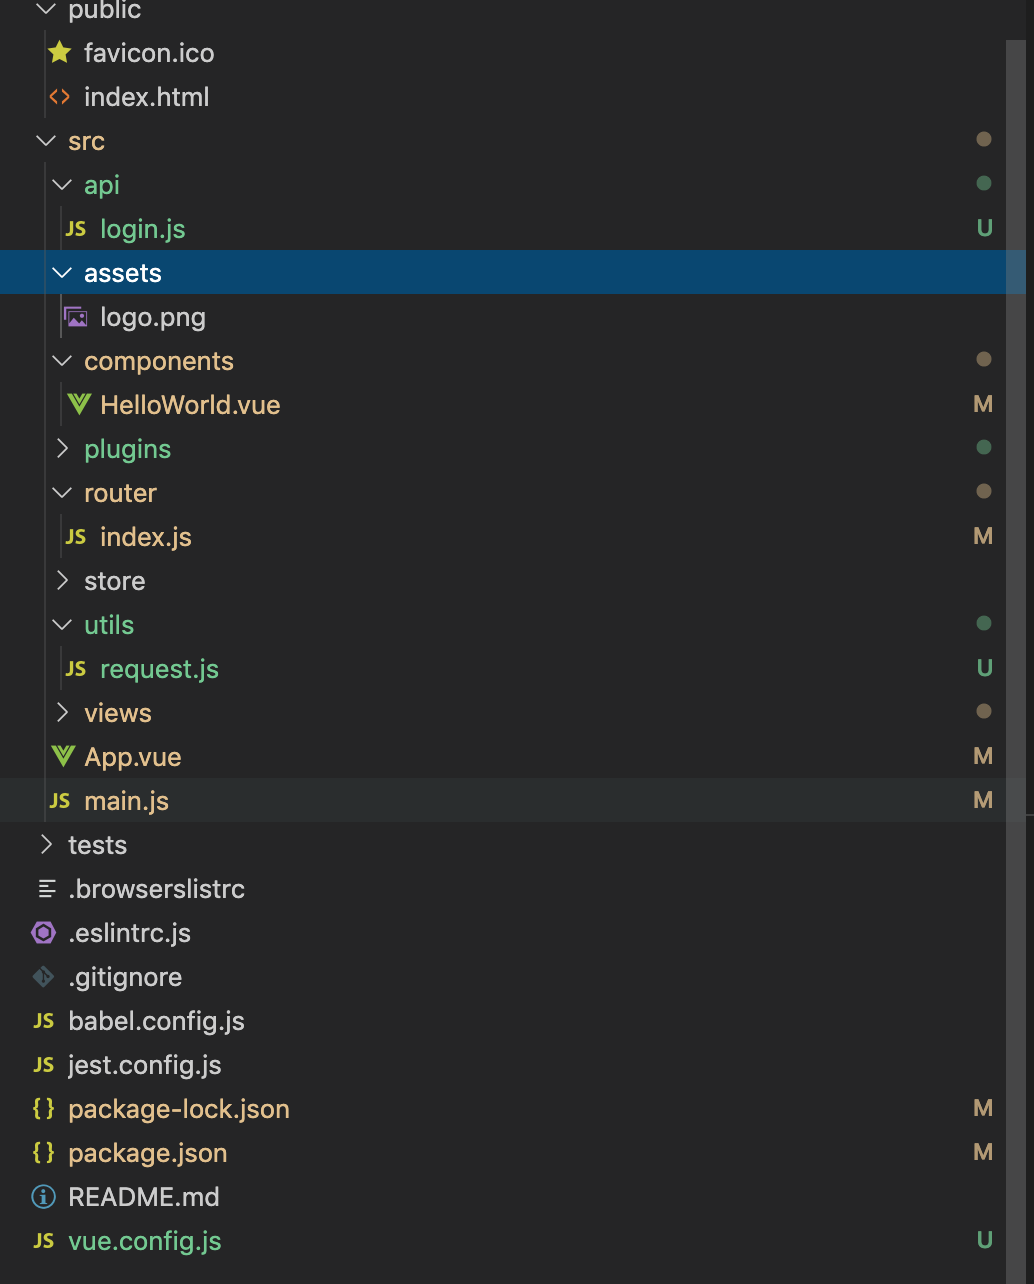 public
favicon.ico
index.html
src
api
JS login.js U
assets
logo.png
components
HelloWorld.vue M
plugins
router
JS index.js M
store
utils
JS request.js U
views
App.vue M
JS main.js M
tests
.browserslistrc
.eslintrc.js
.gitignore
JS babel.config.js
JS jest.config.js
{} package-lock.json M
{} package.json M
README.md
JS vue.config.js U